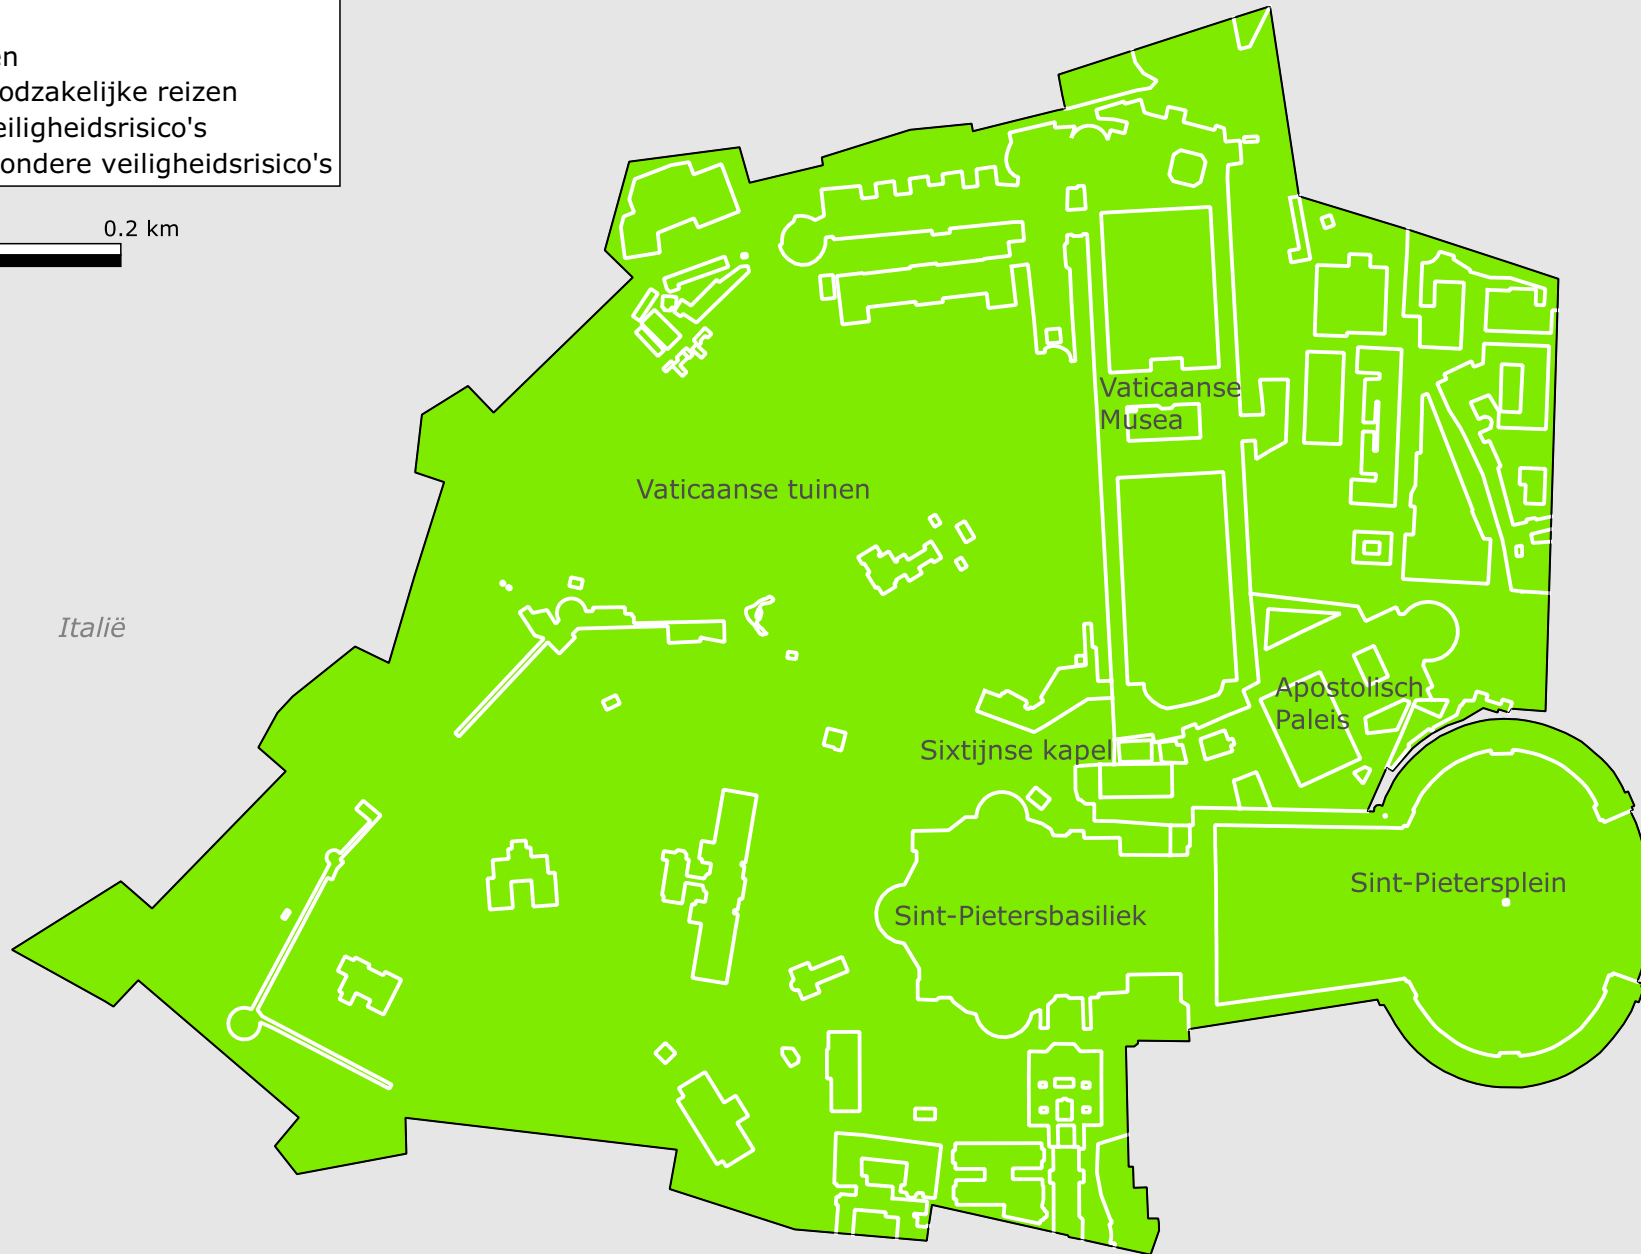 en
odzakelijke reizen
eiligheidsrisico's
ondere veiligheidsrisico's
0.2 km
Vaticaanse
Musea
Vaticaanse tuinen
Italië
Apostolisch
Paleis
Sixtijnse kapel
Sint-Pietersplein
Sint-Pietersbasiliek